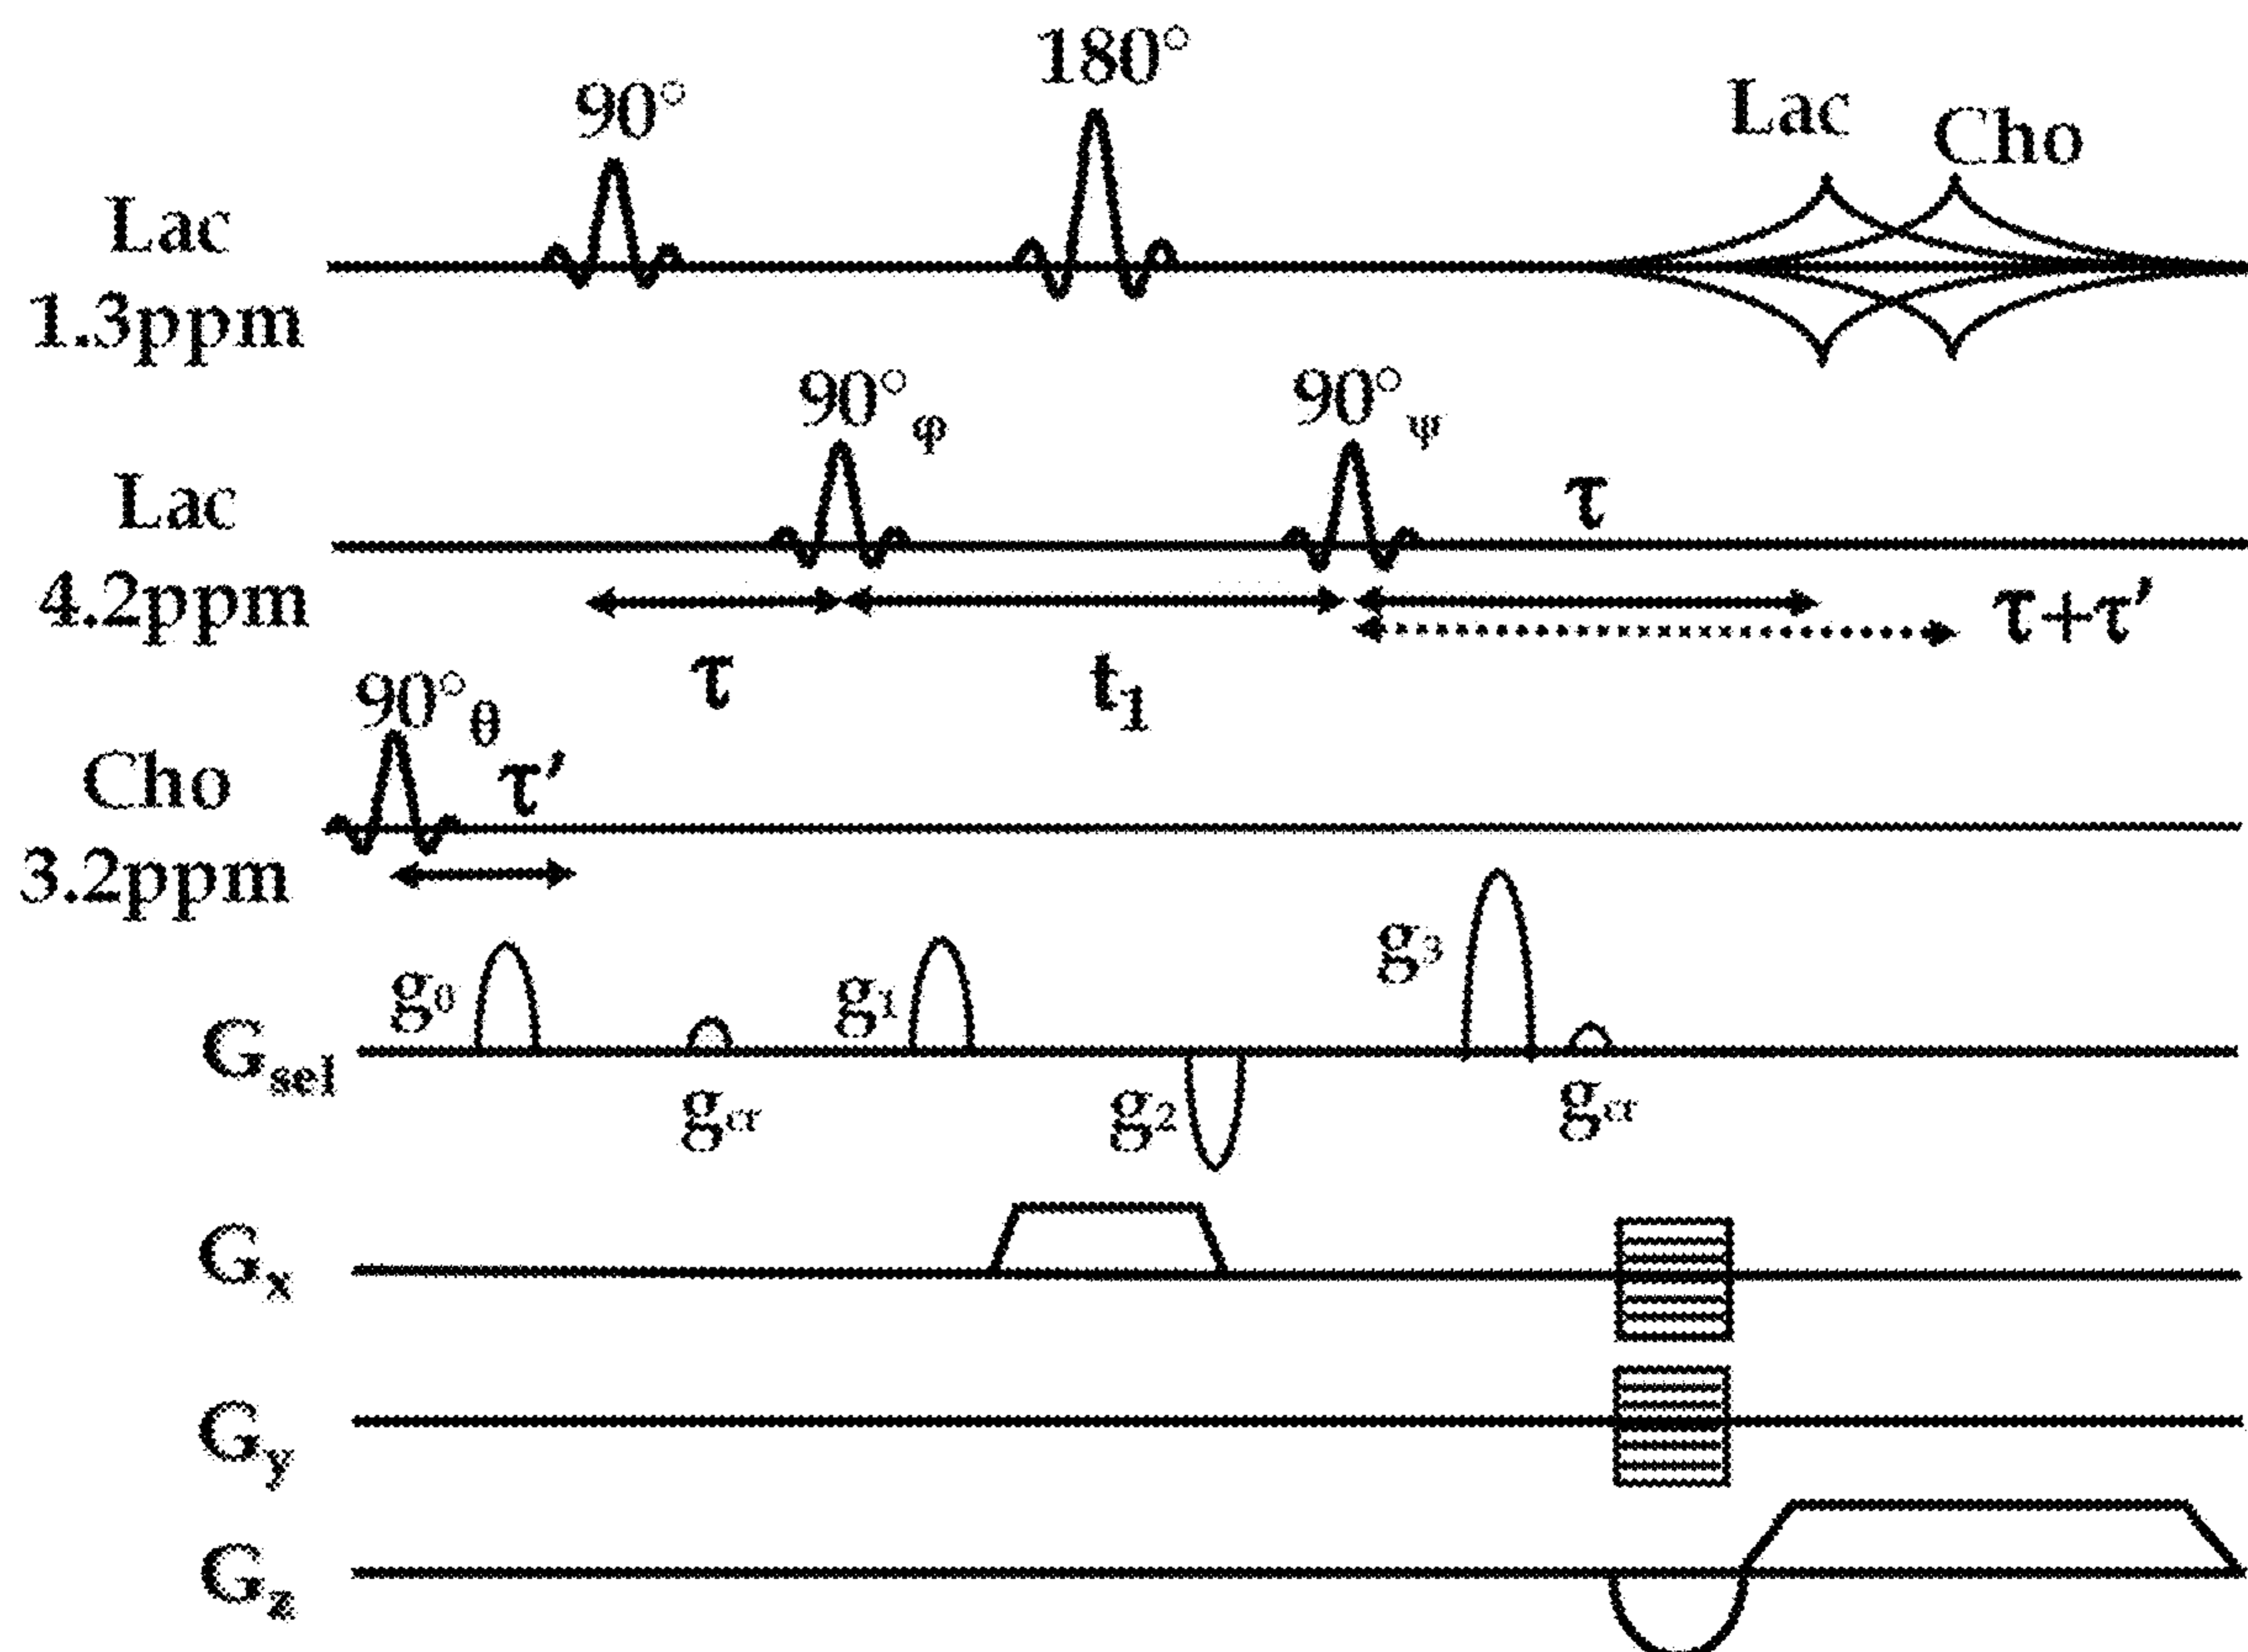 180°
90°
Lac
Cho
Lac
1.3ppm
90°φ
90°ψ
Lac
4.2ppm
τ
τ+τ'
τ
t1
90°θ
τ'
Cho
3.2ppm
g0
g1
g3
Gsel
gcr
g2
gcr
Gx
Gy
Gz